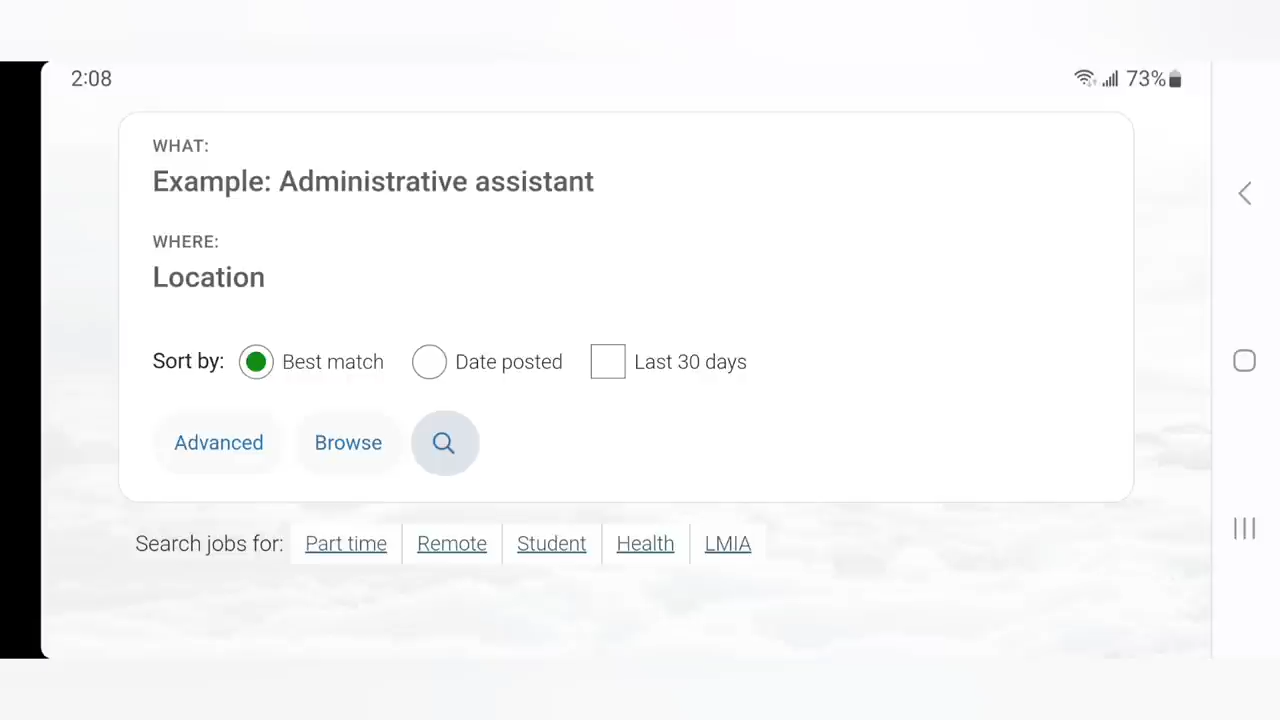 2:08
73%
WHAT:
Example: Administrative assistant
WHERE:
Location
Sort by: Best match Date posted Last 30 days
Advanced Browse
Search jobs for: Part time Remote Student Health LMIA